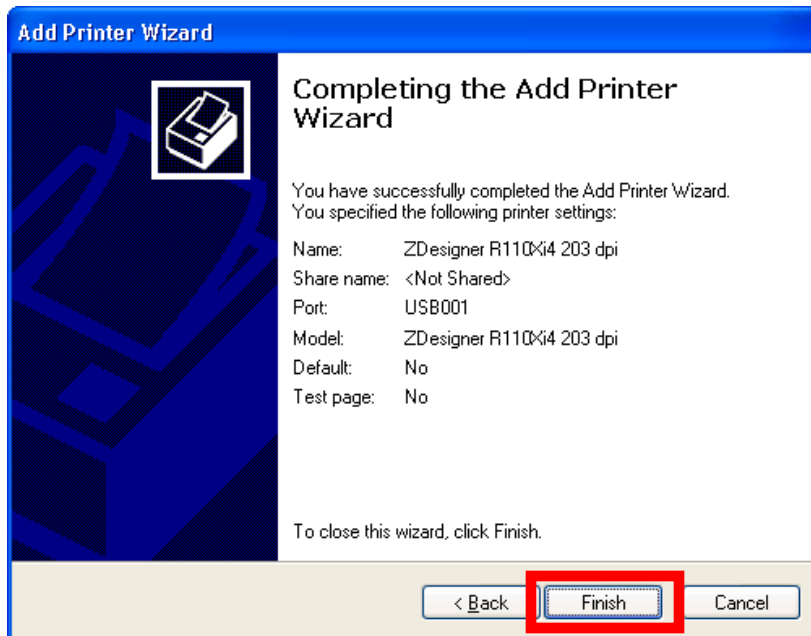 Add Printer Wizard
Completing the Add Printer
Wizard
You have successfully completed the Add Printer Wizard.
You specified the following printer settings:
Name: ZDesigner R110Xi4 203 dpi
Share name: <Not Shared>
Port: USB001
Model: ZDesigner R110Xi4 203 dpi
Default: No
Test page: No
To close this wizard, click Finish.
< Back Finish Cancel